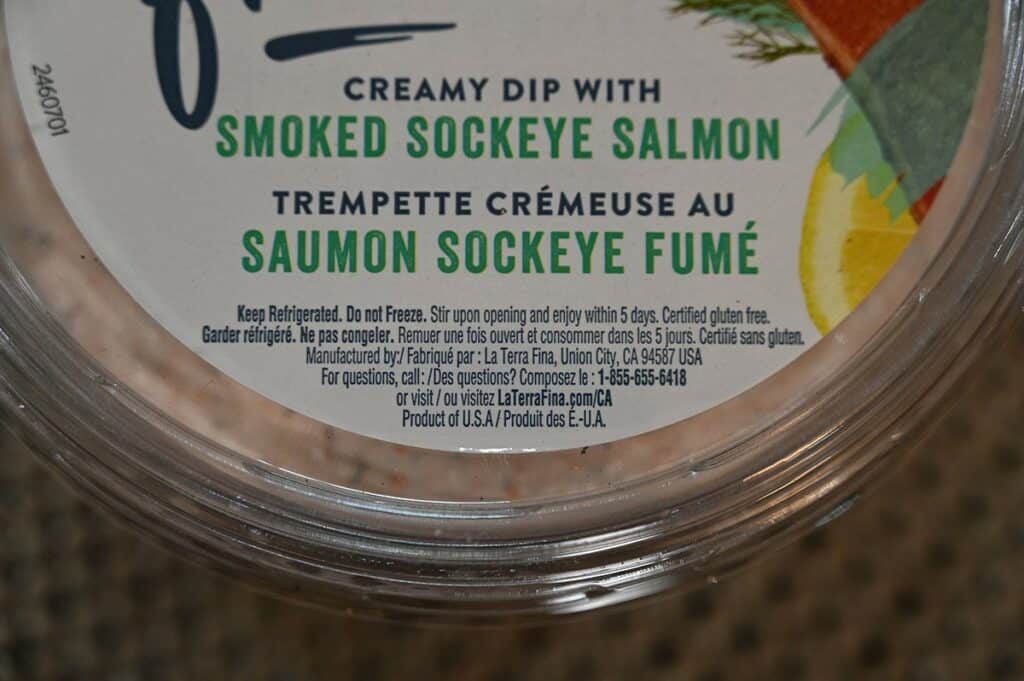 CREAMY DIP WITH
SMOKED SOCKEYE SALMON
TREMPETTE CRÉMEUSE AU
SAUMON SOCKEYE FUMÉ
Keep Refrigerated. Do not Freeze. Stir upon opening and enjoy within 5 days. Certified gluten free.
Garder réfrigéré. Ne pas congeler. Remuer une fois ouvert et consommer dans les 5 jours. Certifié sans gluten.
Manufactured by:/ Fabriqué par : La Terra Fina, Union City, CA 94587 USA
For questions, call: /Des questions? Composez le : 1-855-655-6418
or visit / ou visitez LaTerraFina.com/CA
Product of U.S.A / Produit des É.-U.A.
2460701